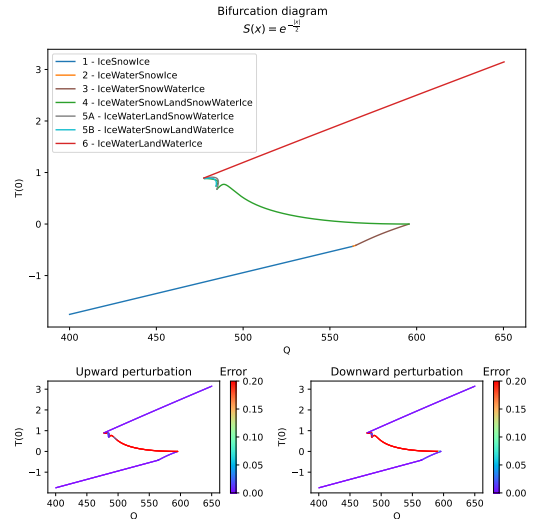 Bifurcation diagram
S(x) = e^{-\frac{|x|}{2}}
1 - IceSnowIce
2 - IceWaterSnowIce
3 - IceWaterSnowWaterIce
4 - IceWaterSnowLandSnowWaterIce
5A - IceWaterLandSnowWaterIce
5B - IceWaterSnowLandWaterIce
6 - IceWaterLandWaterIce
T(0)
3
2
1
0
−1
400 450 500 550 600 650
Q
Upward perturbation
Error
T(0)
3
2
1
0
−1
400 450 500 550 600 650
Q
0.20
0.15
0.10
0.05
0.00
Downward perturbation
Error
T(0)
3
2
1
0
−1
400 450 500 550 600 650
Q
0.20
0.15
0.10
0.05
0.00